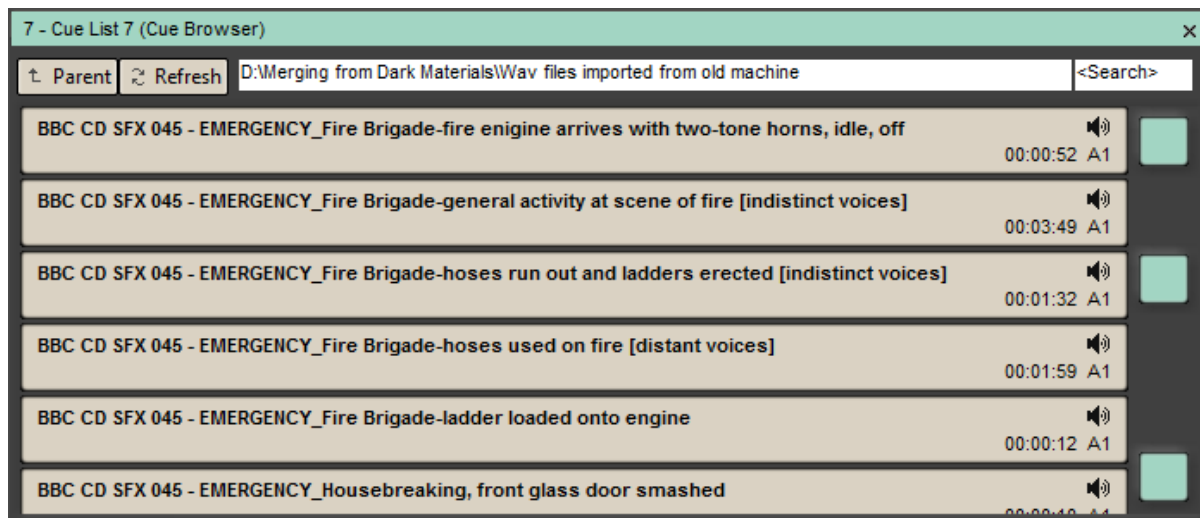 7 - Cue List 7 (Cue Browser)
Parent Refresh D:\Merging from Dark Materials\Wav files imported from old machine <Search>
BBC CD SFX 045 - EMERGENCY_Fire Brigade-fire enigine arrives with two-tone horns, idle, off
00:00:52 A1
BBC CD SFX 045 - EMERGENCY_Fire Brigade-general activity at scene of fire [indistinct voices]
00:03:49 A1
BBC CD SFX 045 - EMERGENCY_Fire Brigade-hoses run out and ladders erected [indistinct voices]
00:01:32 A1
BBC CD SFX 045 - EMERGENCY_Fire Brigade-hoses used on fire [distant voices]
00:01:59 A1
BBC CD SFX 045 - EMERGENCY_Fire Brigade-ladder loaded onto engine
00:00:12 A1
BBC CD SFX 045 - EMERGENCY_Housebreaking, front glass door smashed